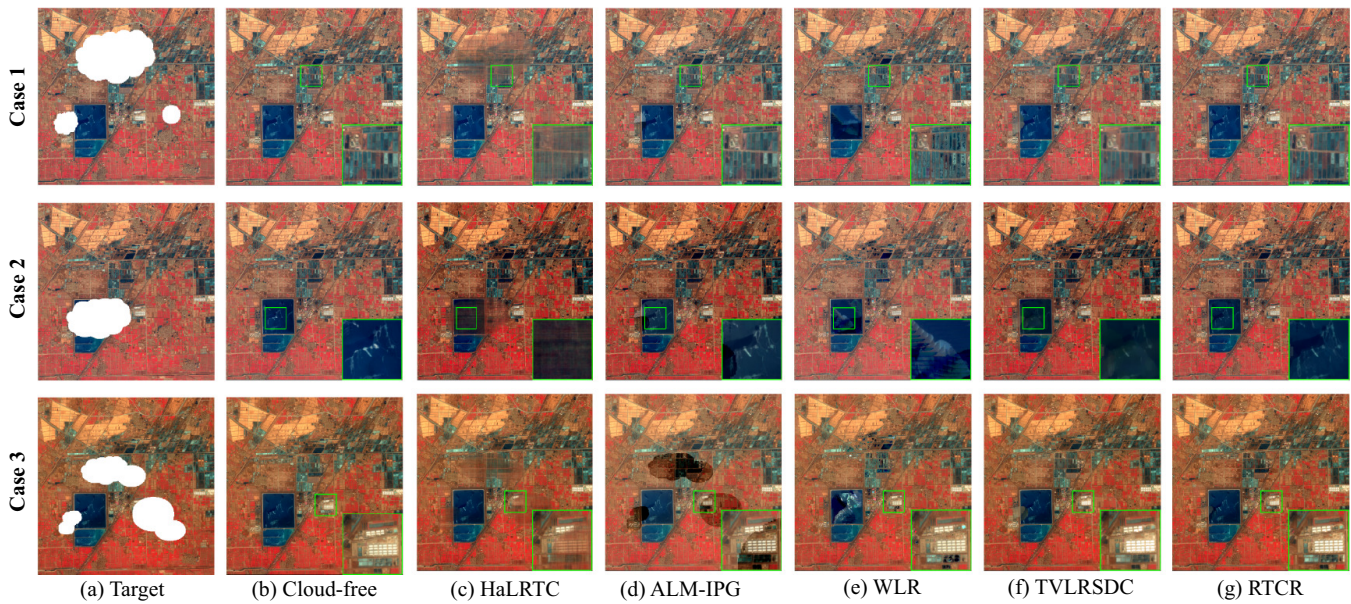 Case 1
Case 2
Case 3
(a) Target
(b) Cloud-free
(c) HaLRTC
(d) ALM-IPG
(e) WLR
(f) TVLRSDC
(g) RTCR